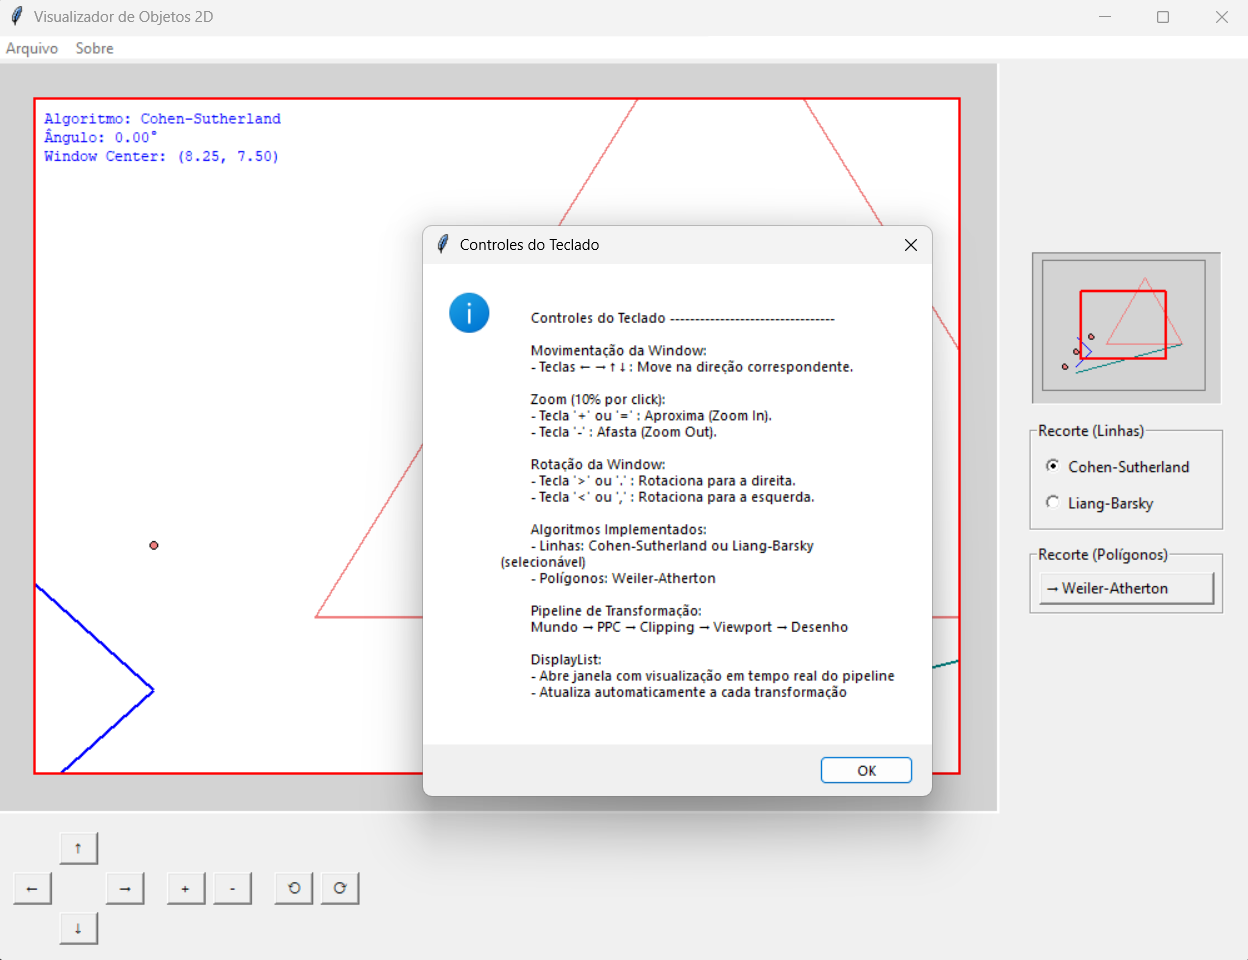 Visualizador de Objetos 2D
Arquivo Sobre
Algoritmo: Cohen-Sutherland
Ângulo: 0.00°
Window Center: (8.25, 7.50)
Controles do Teclado
Controles do Teclado ---------------------------------
Movimentação da Window:
- Teclas ← → ↑ ↓ : Move na direção correspondente.
Zoom (10% por click):
- Tecla '+' ou '=' : Aproxima (Zoom In).
- Tecla '-' : Afasta (Zoom Out).
Rotação da Window:
- Tecla '>' ou '.' : Rotaciona para a direita.
- Tecla '<' ou ',' : Rotaciona para a esquerda.
Algoritmos Implementados:
- Linhas: Cohen-Sutherland ou Liang-Barsky
(selecionável)
- Polígonos: Weiler-Atherton
Pipeline de Transformação:
Mundo → PPC → Clipping → Viewport → Desenho
DisplayList:
- Abre janela com visualização em tempo real do pipeline
- Atualiza automaticamente a cada transformação
OK
Recorte (Linhas)
Cohen-Sutherland
Liang-Barsky
Recorte (Polígonos)
→ Weiler-Atherton
↑
← → + - ↺ ↻
↓